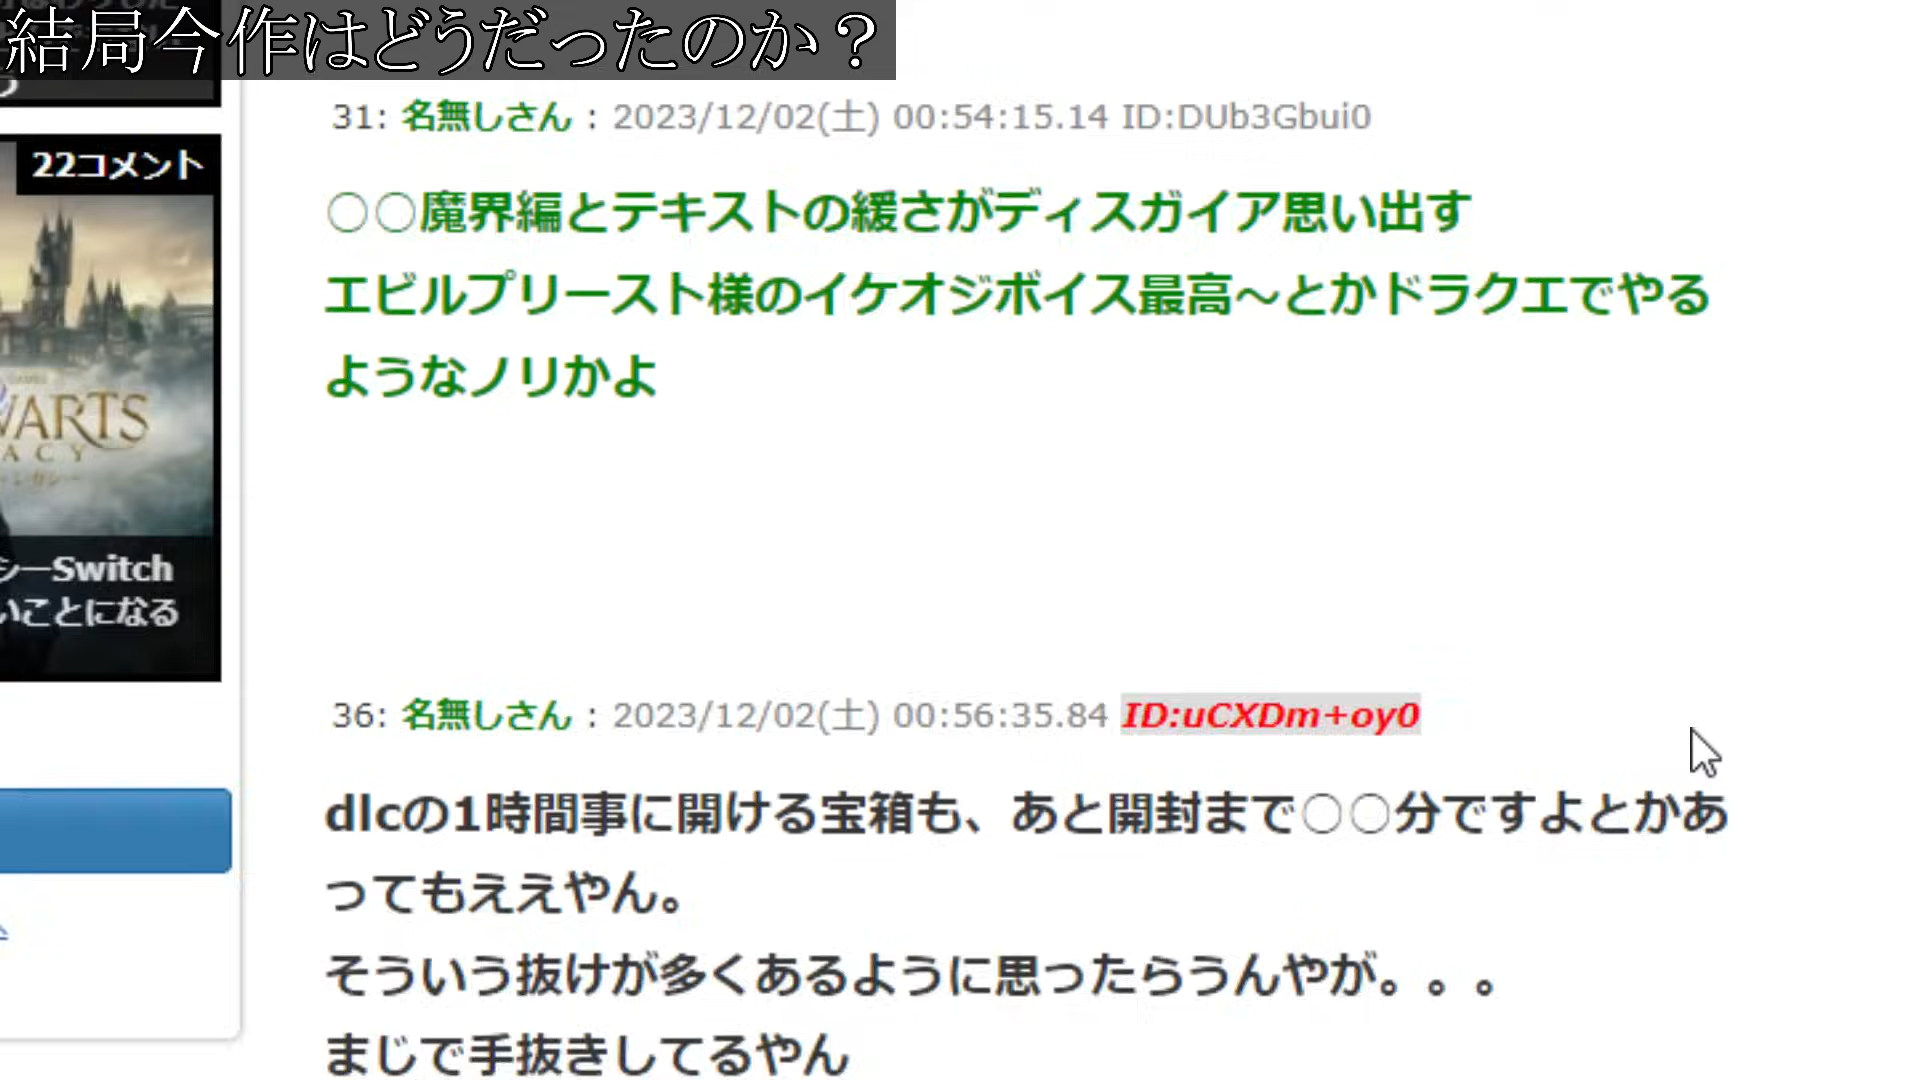 結局今作はどうだったのか？
22コメント
WARTS
ACY
シーSwitch
いことになる
31: 名無しさん : 2023/12/02(土) 00:54:15.14 ID:DUb3Gbui0
○○魔界編とテキストの緩さがディスガイア思い出す
エビルプリースト様のイケオジボイス最高～とかドラクエでやる
ようなノリかよ
36: 名無しさん : 2023/12/02(土) 00:56:35.84 ID:uCXDm+oy0
dlcの1時間事に開ける宝箱も、あと開封まで○○分ですよとかあ
ってもええやん。
そういう抜けが多くあるように思ったらうんやが。。。
まじで手抜きしてるやん